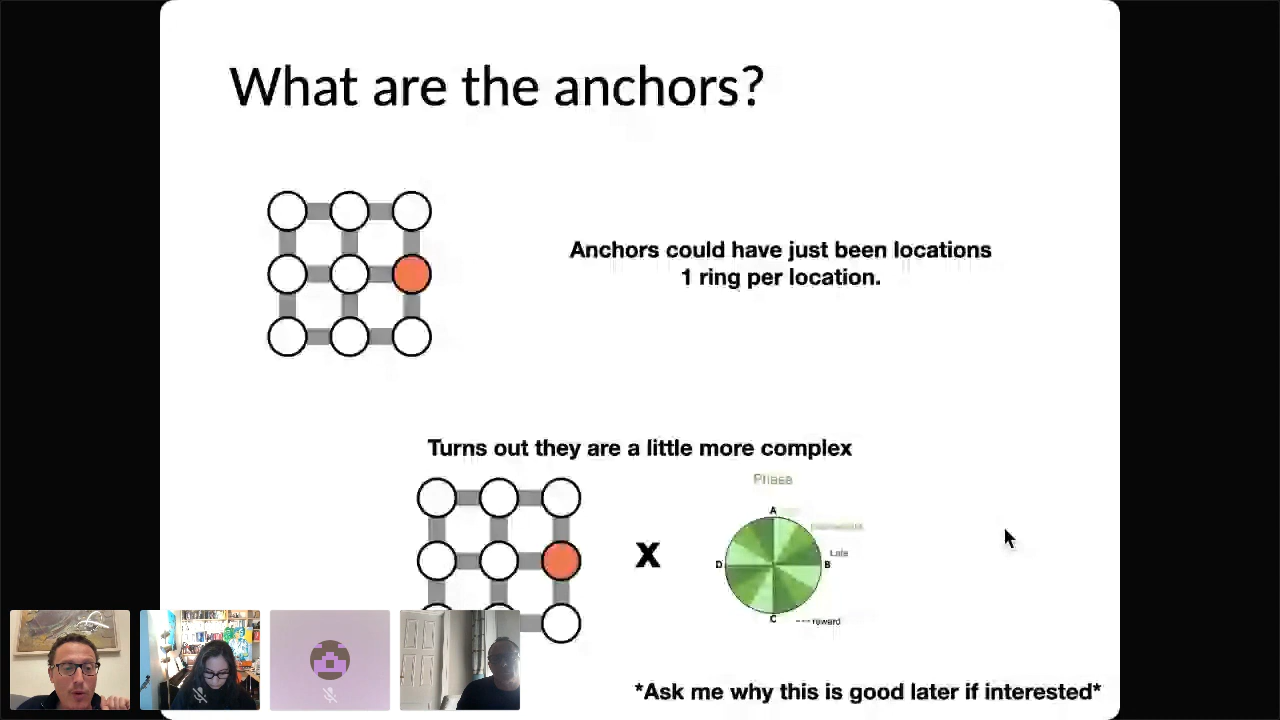 What are the anchors?
Anchors could have just been locations
1 ring per location.
Turns out they are a little more complex
Phase
A
Late
D
X
B
C
reward
*Ask me why this is good later if interested*